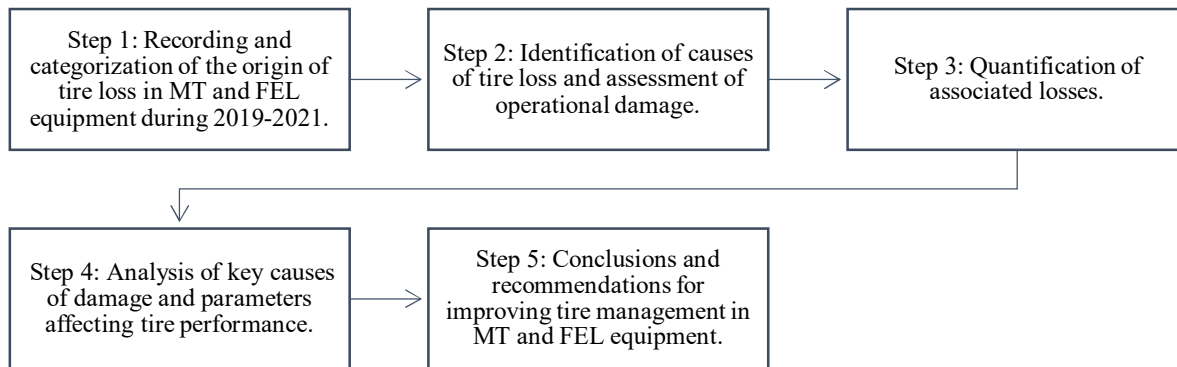 Step 1: Recording and
categorization of the origin of
tire loss in MT and FEL
equipment during 2019-2021.
Step 2: Identification of causes
of tire loss and assessment of
operational damage.
Step 3: Quantification of
associated losses.
Step 4: Analysis of key causes
of damage and parameters
affecting tire performance.
Step 5: Conclusions and
recommendations for
improving tire management in
MT and FEL equipment.